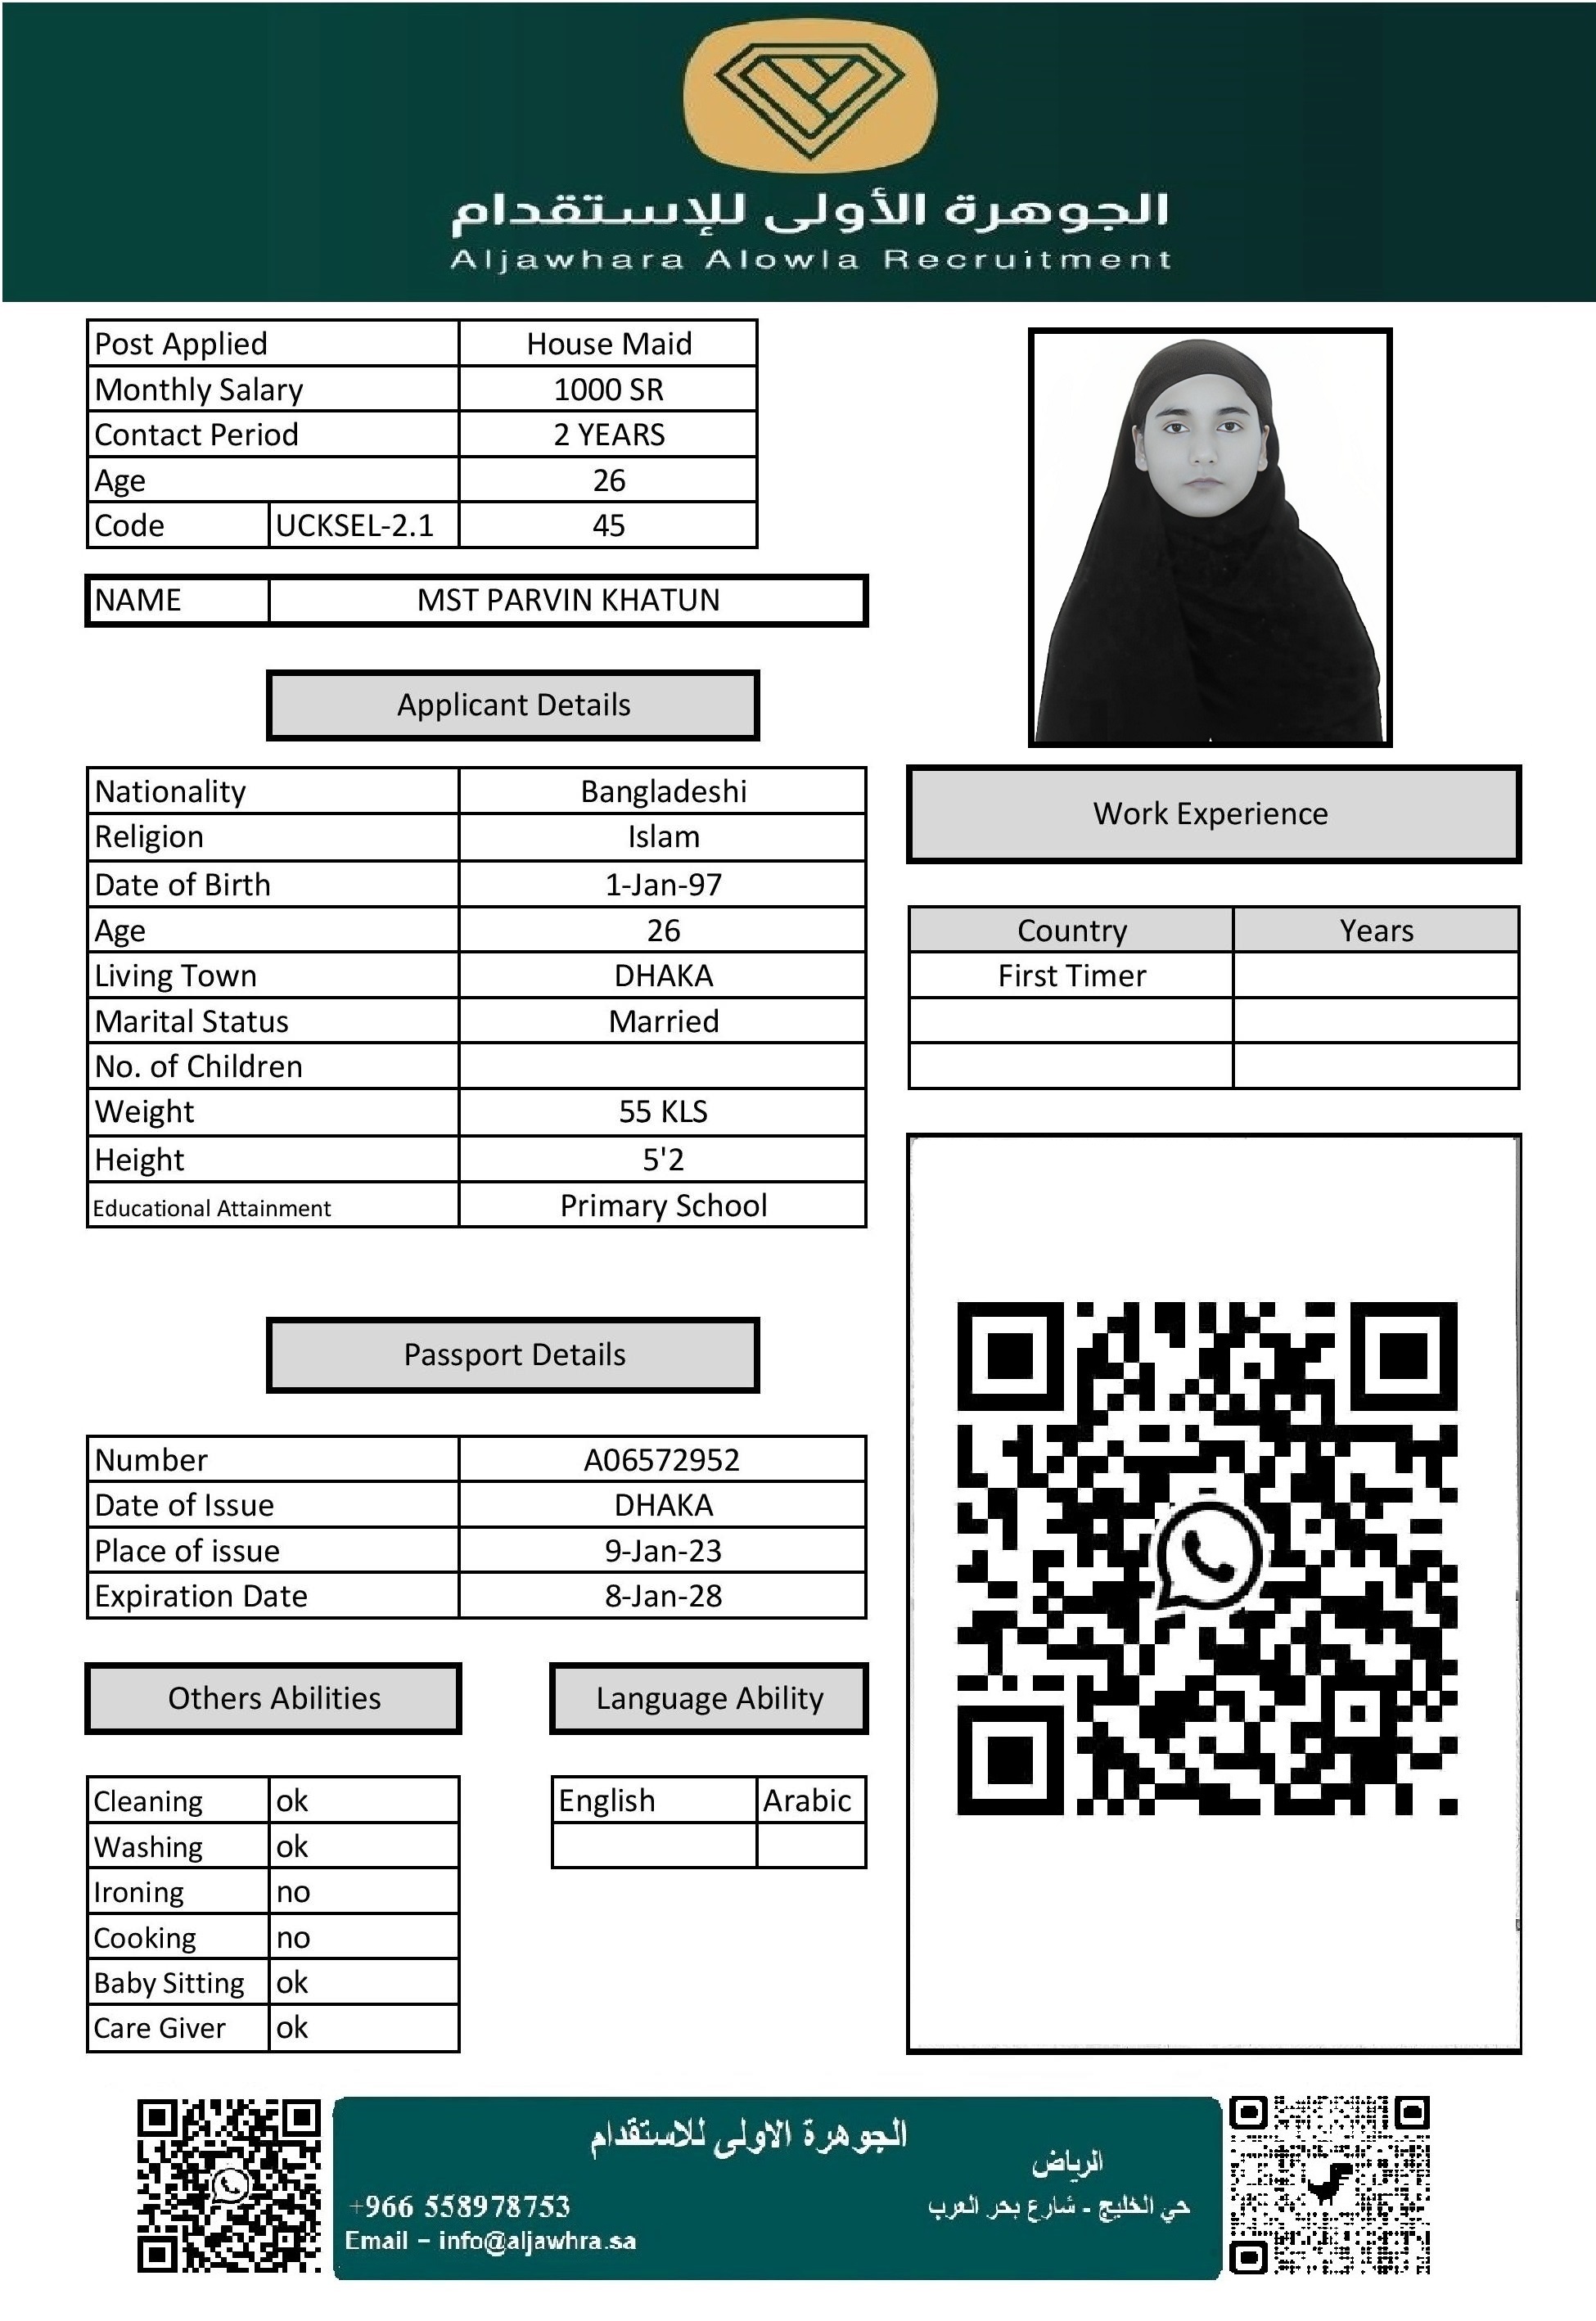 الجوهرة الأولى للإستقدام
Aljawhara Alowla Recruitment
Post Applied House Maid
Monthly Salary 1000 SR
Contact Period 2 YEARS
Age 26
Code UCKSEL-2.1 45
NAME MST PARVIN KHATUN
Applicant Details
Nationality Bangladeshi
Religion Islam
Date of Birth 1-Jan-97
Age 26
Living Town DHAKA
Marital Status Married
No. of Children
Weight 55 KLS
Height 5'2
Educational Attainment Primary School
Work Experience
Country Years
First Timer
Passport Details
Number A06572952
Date of Issue DHAKA
Place of issue 9-Jan-23
Expiration Date 8-Jan-28
Others Abilities
Cleaning ok
Washing ok
Ironing no
Cooking no
Baby Sitting ok
Care Giver ok
Language Ability
English Arabic
الجوهرة الاولى للاستقدام
الرياض
حي الخليج - شارع بحر العرب
+966 558978753
Email – info@aljawhra.sa